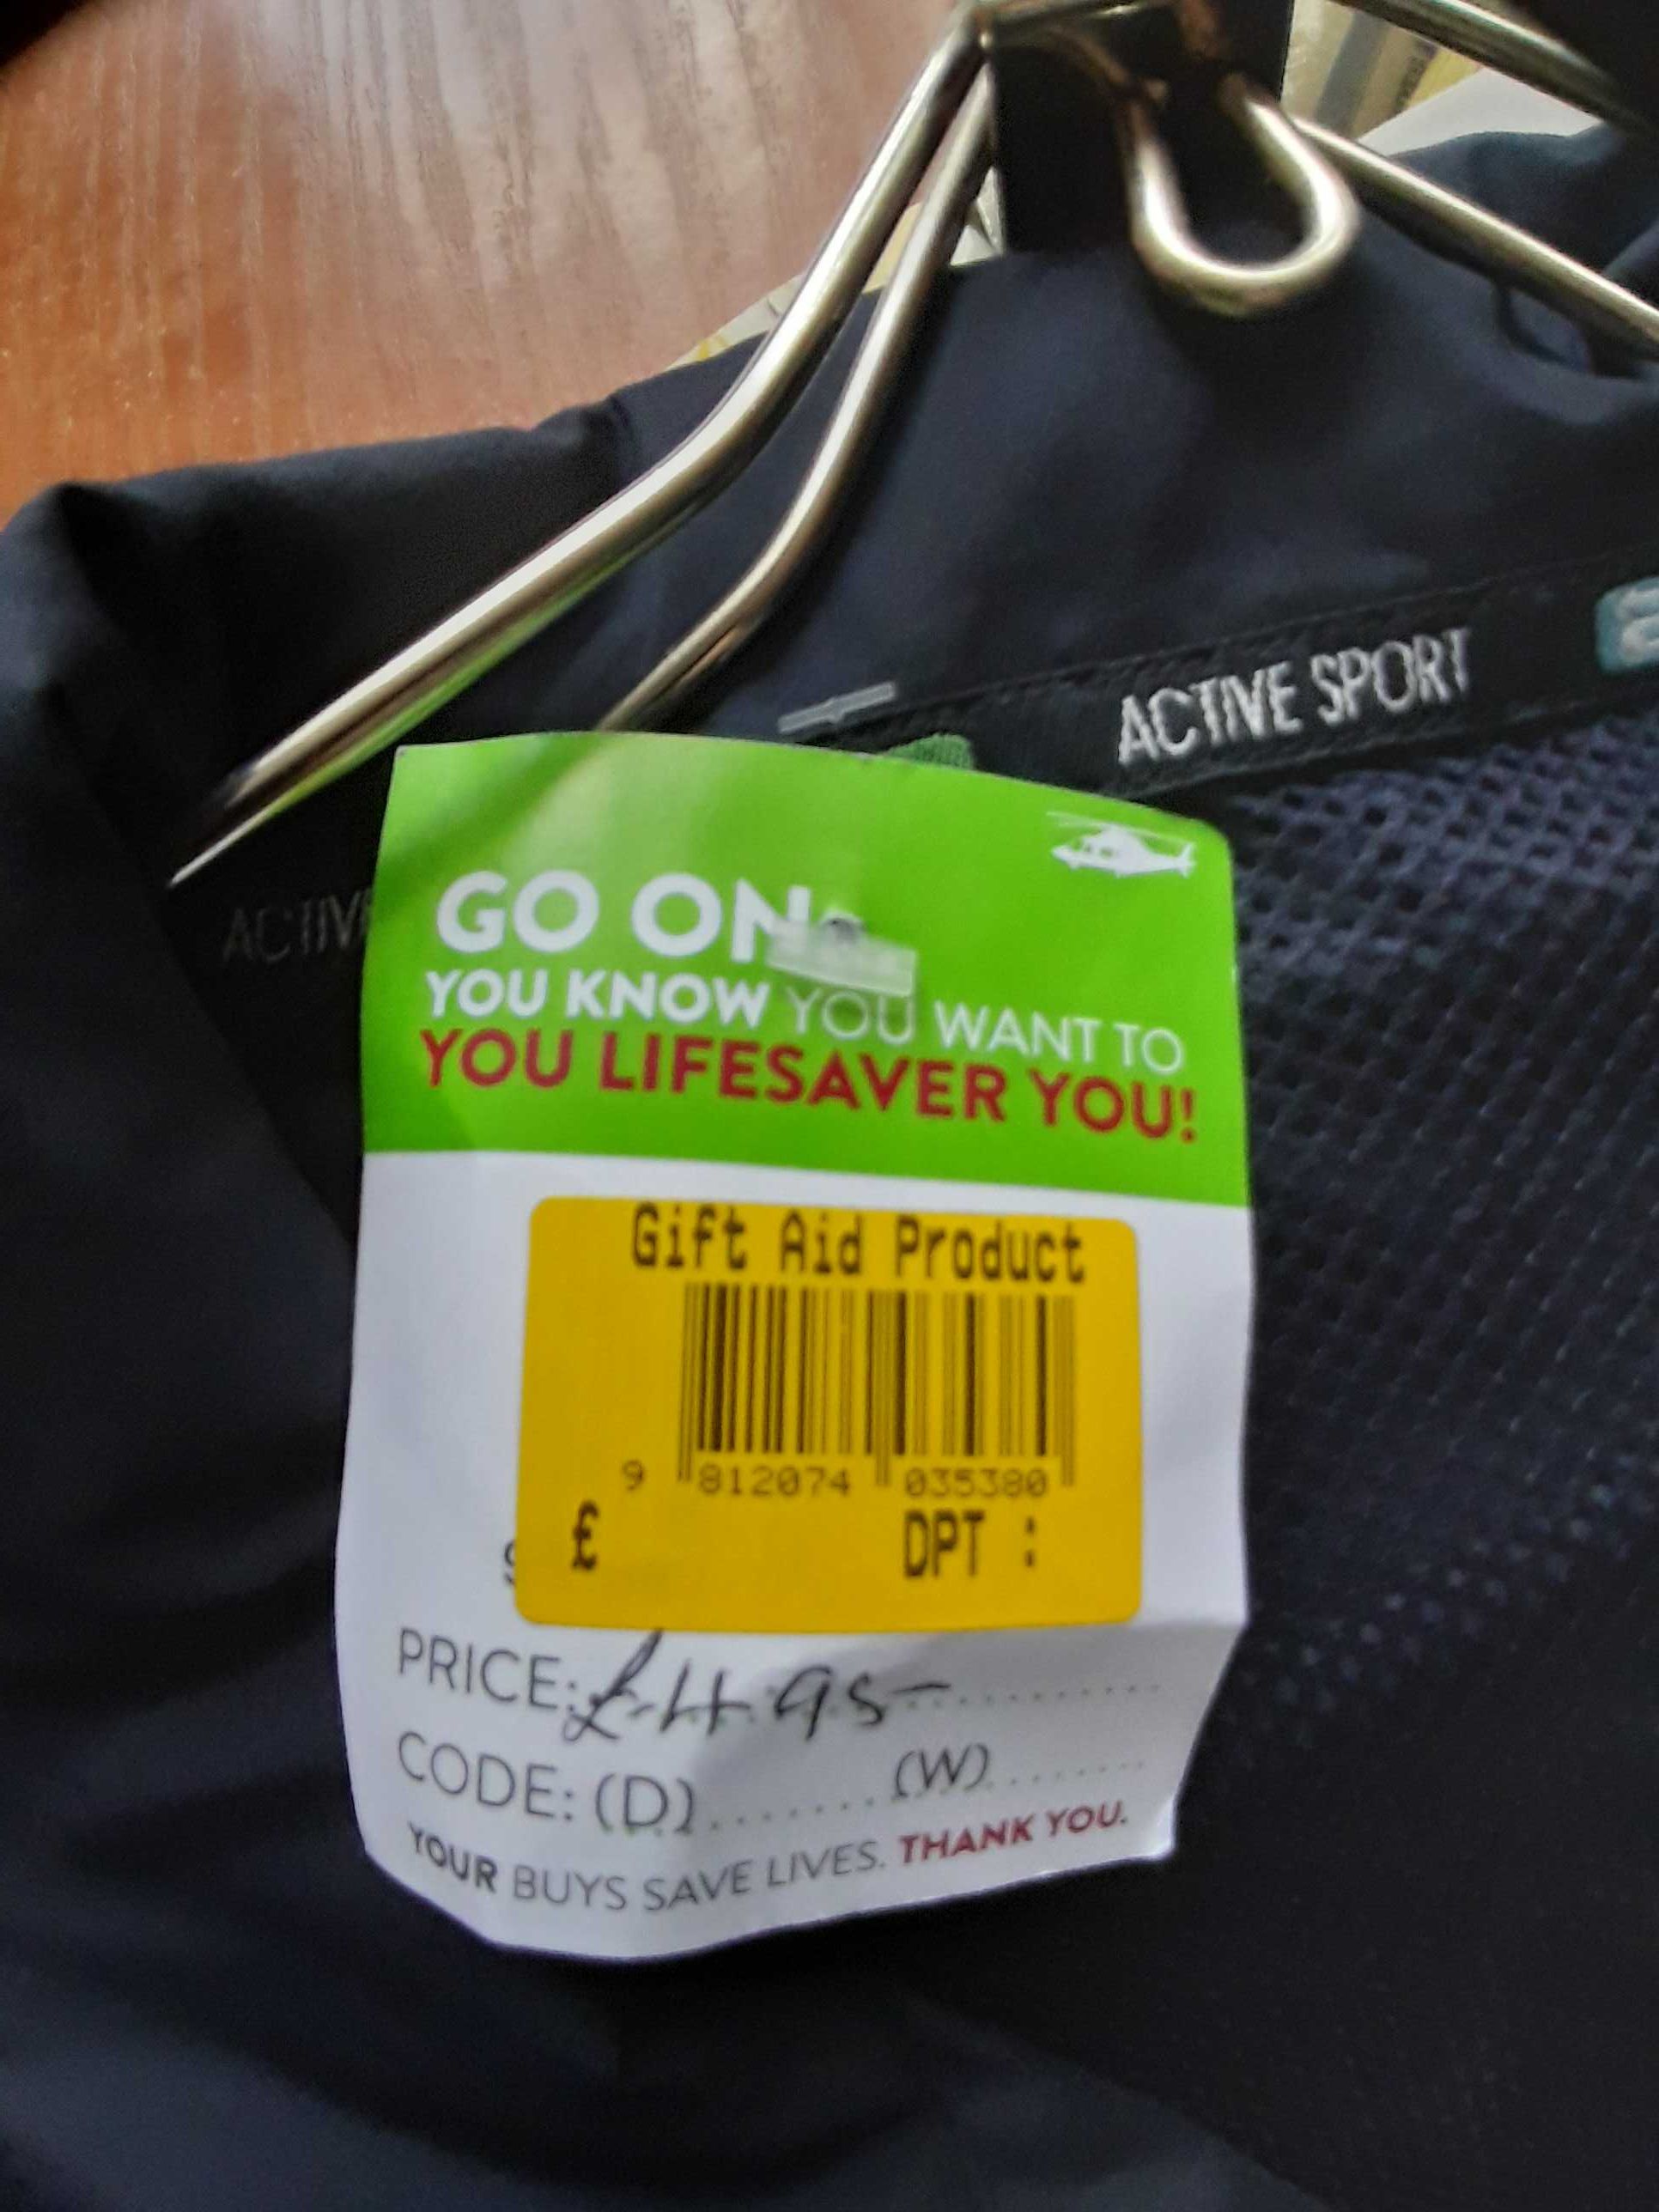 ACTIVE SPORT
ACTIV
GO ON
YOU KNOW YOU WANT TO
YOU LIFESAVER YOU!
Gift Aid Product
9 812074 035380
£ DPT :
PRICE: £4.95-
CODE: (D) (W)
YOUR BUYS SAVE LIVES. THANK YOU.